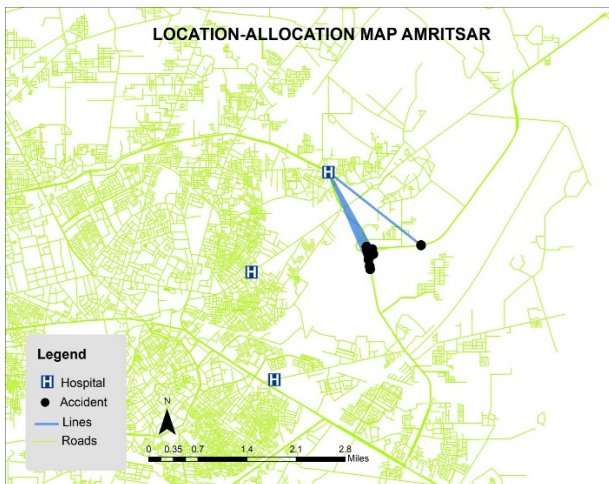 LOCATION-ALLOCATION MAP AMRITSAR
H
H
H
Legend
H Hospital
Accident
Lines
Roads
N
0 0.35 0.7 1.4 2.1 2.8
Miles